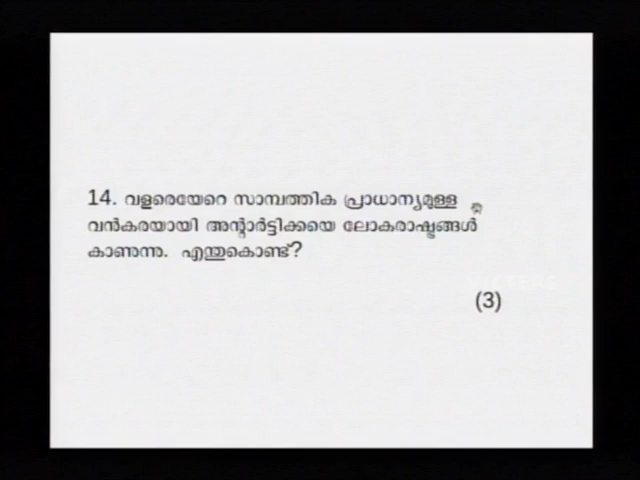 14. വളരെയേറെ സാമ്പത്തിക പ്രാധാന്യമുള്ള
വൻകരയായി അന്റാർട്ടിക്കയെ ലോകരാഷ്ട്രങ്ങൾ
കാണുന്നു. എന്തുകൊണ്ട്?
(3)